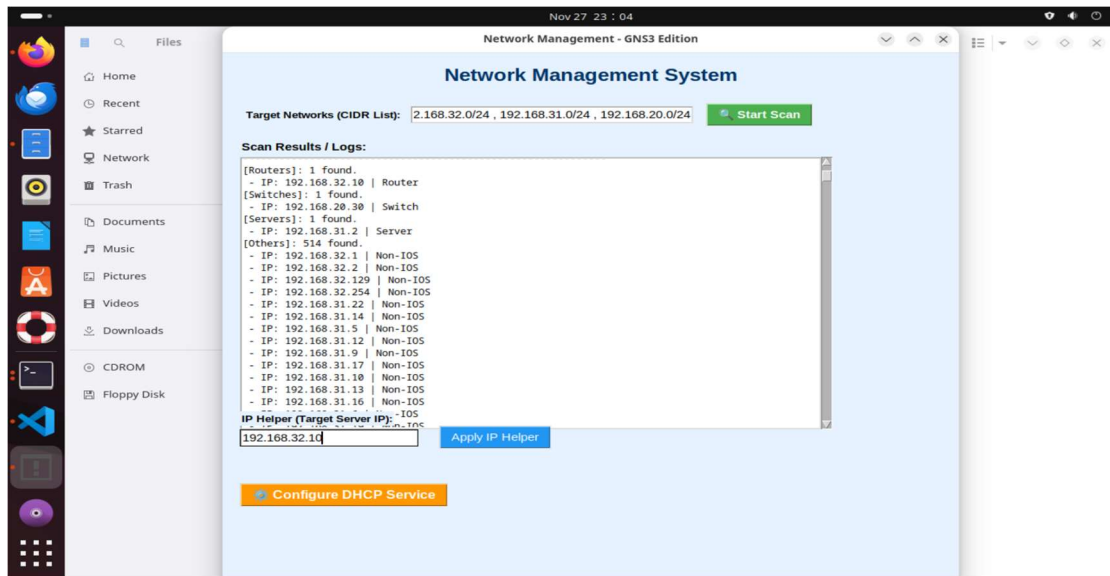 Nov 27 23 : 04
Files
Home
Recent
Starred
Network
Trash
Documents
Music
Pictures
Videos
Downloads
CDROM
Floppy Disk
Network Management - GNS3 Edition
Network Management System
Target Networks (CIDR List): 2.168.32.0/24 , 192.168.31.0/24 , 192.168.20.0/24 Start Scan
Scan Results / Logs:
[Routers]: 1 found.
- IP: 192.168.32.10 | Router
[Switches]: 1 found.
- IP: 192.168.20.30 | Switch
[Servers]: 1 found.
- IP: 192.168.31.2 | Server
[Others]: 514 found.
- IP: 192.168.32.1 | Non-IOS
- IP: 192.168.32.2 | Non-IOS
- IP: 192.168.32.129 | Non-IOS
- IP: 192.168.32.254 | Non-IOS
- IP: 192.168.31.22 | Non-IOS
- IP: 192.168.31.14 | Non-IOS
- IP: 192.168.31.5 | Non-IOS
- IP: 192.168.31.12 | Non-IOS
- IP: 192.168.31.9 | Non-IOS
- IP: 192.168.31.17 | Non-IOS
- IP: 192.168.31.10 | Non-IOS
- IP: 192.168.31.13 | Non-IOS
- IP: 192.168.31.16 | Non-IOS
-IOS
IP Helper (Target Server IP):
192.168.32.10 Apply IP Helper
Configure DHCP Service